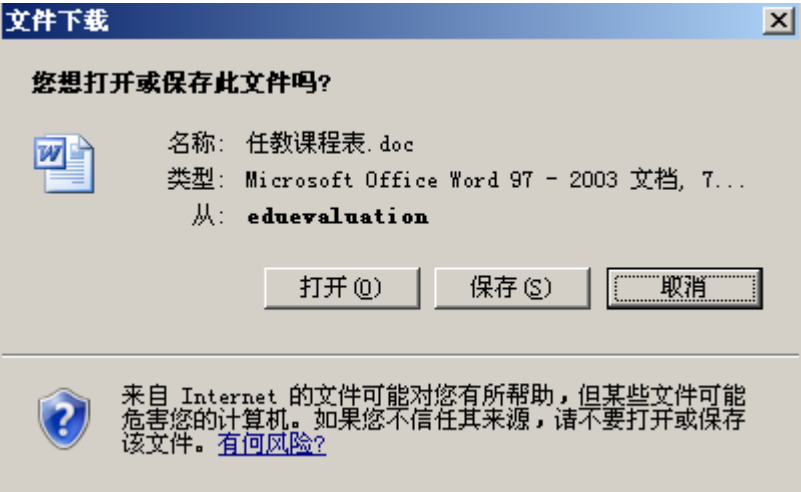 文件下载
您想打开或保存此文件吗?
名称: 任教课程表.doc
类型: Microsoft Office Word 97 - 2003 文档, 7...
从: eduevaluation
打开(O) 保存(S) 取消
来自 Internet 的文件可能对您有所帮助，但某些文件可能
危害您的计算机。如果您不信任其来源，请不要打开或保存
该文件。有何风险?